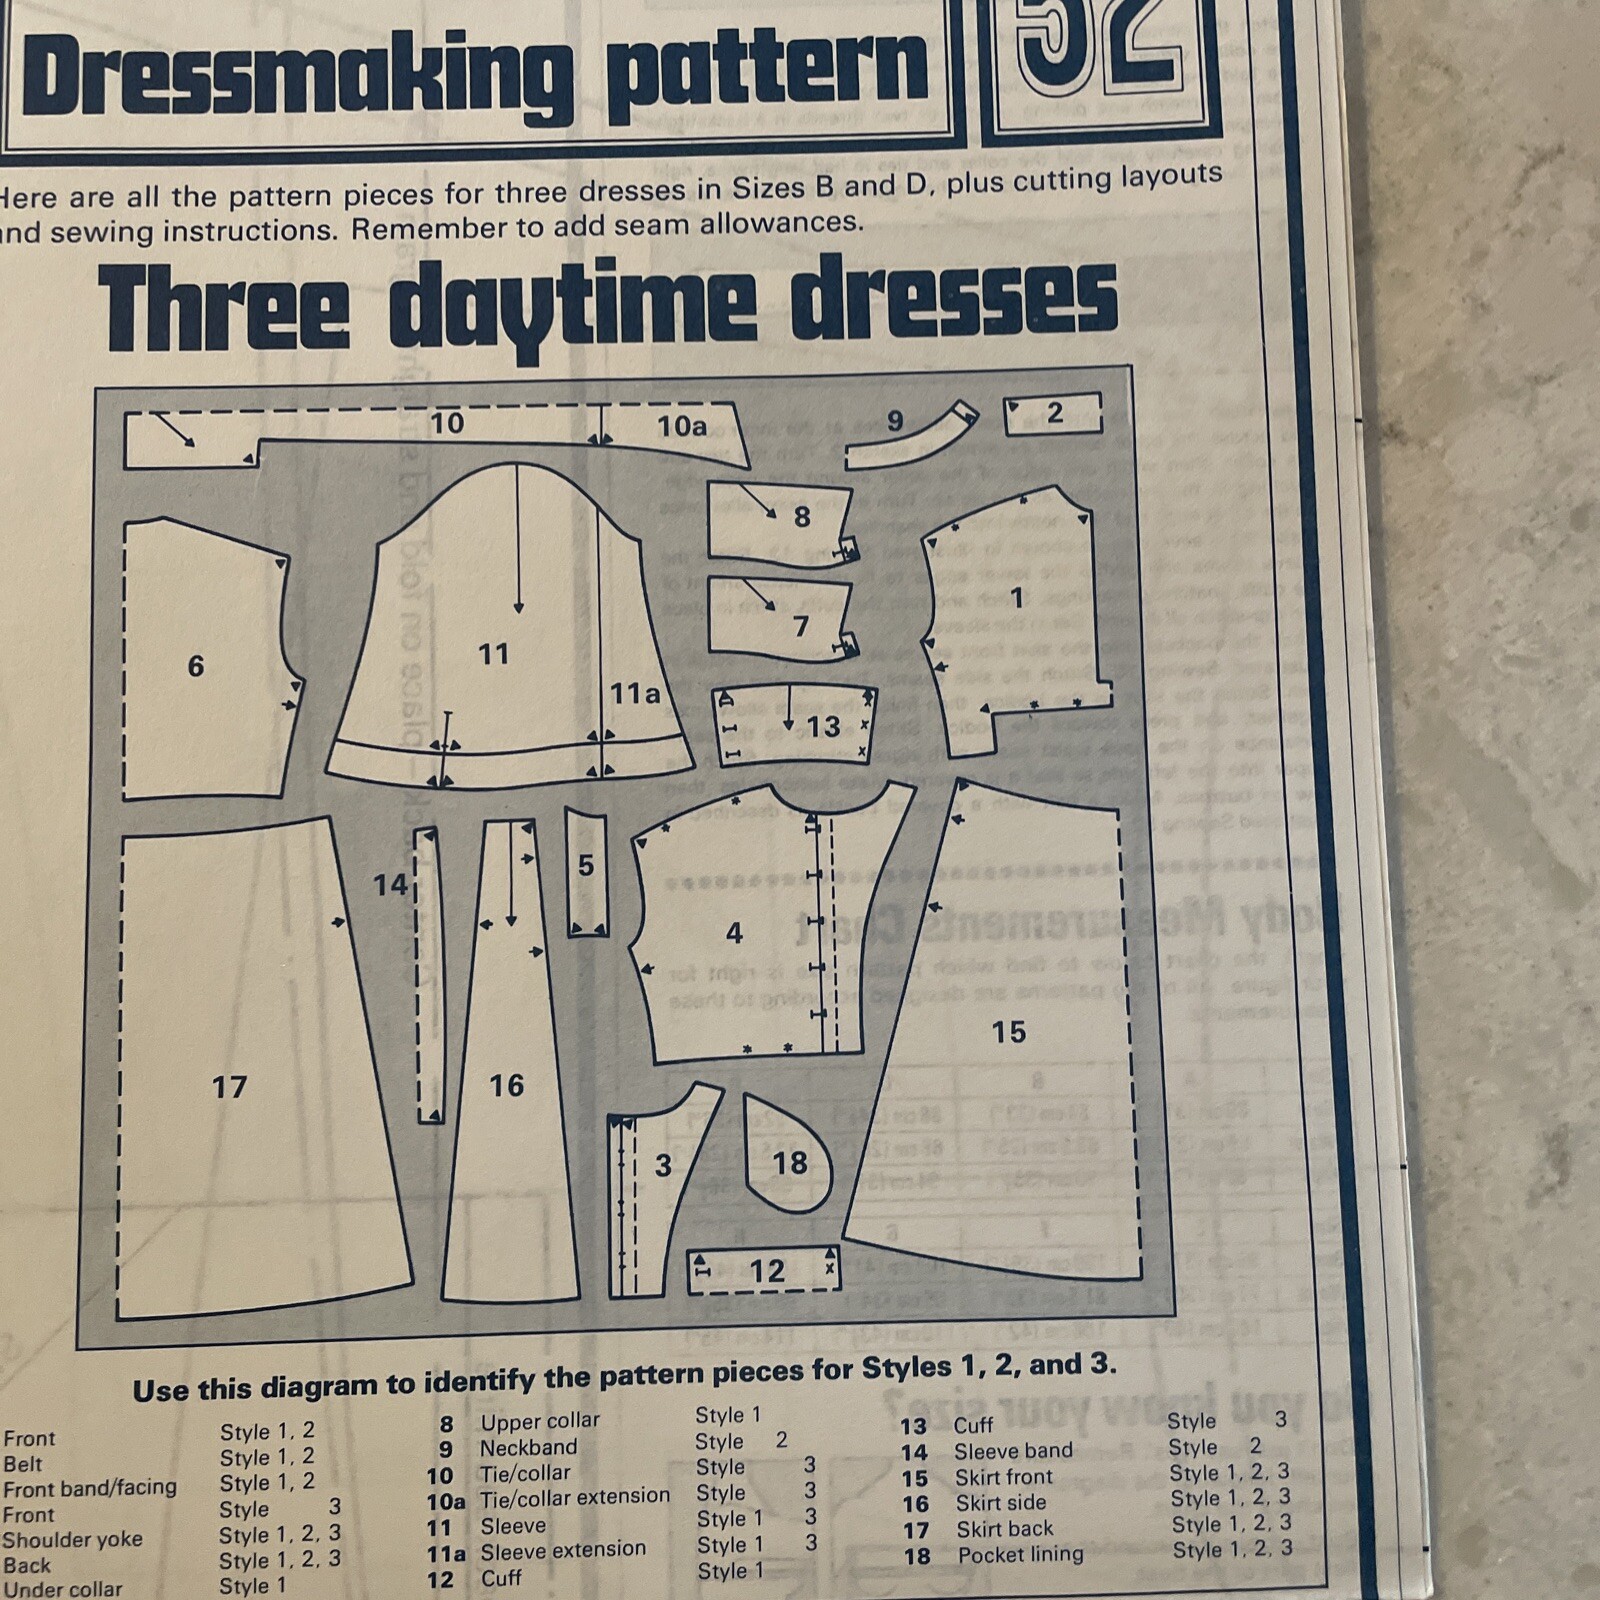 Dressmaking pattern
52
Here are all the pattern pieces for three dresses in Sizes B and D, plus cutting layouts
and sewing instructions. Remember to add seam allowances.
Three daytime dresses
10
10a
9
2
8
1
7
6
11
11a
13
14
5
4
15
17
16
3
18
12
Use this diagram to identify the pattern pieces for Styles 1, 2, and 3.
Front Style 1, 2
Belt Style 1, 2
Front band/facing Style 1, 2
Front Style 3
Shoulder yoke Style 1, 2, 3
Back Style 1, 2, 3
Under collar Style 1
8 Upper collar Style 1
9 Neckband Style 2
10 Tie/collar Style 3
10a Tie/collar extension Style 3
11 Sleeve Style 1 3
11a Sleeve extension Style 1 3
12 Cuff Style 1
13 Cuff Style 3
14 Sleeve band Style 2
15 Skirt front Style 1, 2, 3
16 Skirt side Style 1, 2, 3
17 Skirt back Style 1, 2, 3
18 Pocket lining Style 1, 2, 3